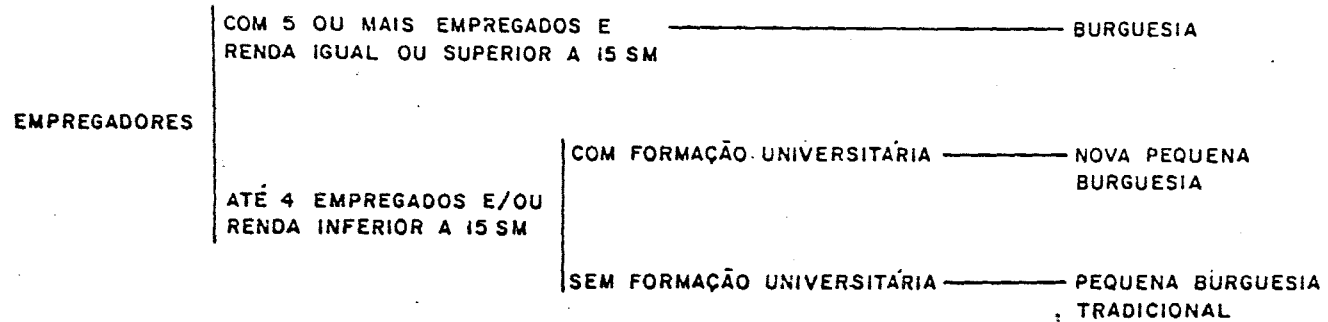 COM 5 OU MAIS EMPREGADOS E
RENDA IGUAL OU SUPERIOR A 15 SM
BURGUESIA
EMPREGADORES
COM FORMAÇÃO UNIVERSITÁRIA
NOVA PEQUENA
BURGUESIA
ATÉ 4 EMPREGADOS E/OU
RENDA INFERIOR A 15 SM
SEM FORMAÇÃO UNIVERSITÁRIA
PEQUENA BURGUESIA
TRADICIONAL